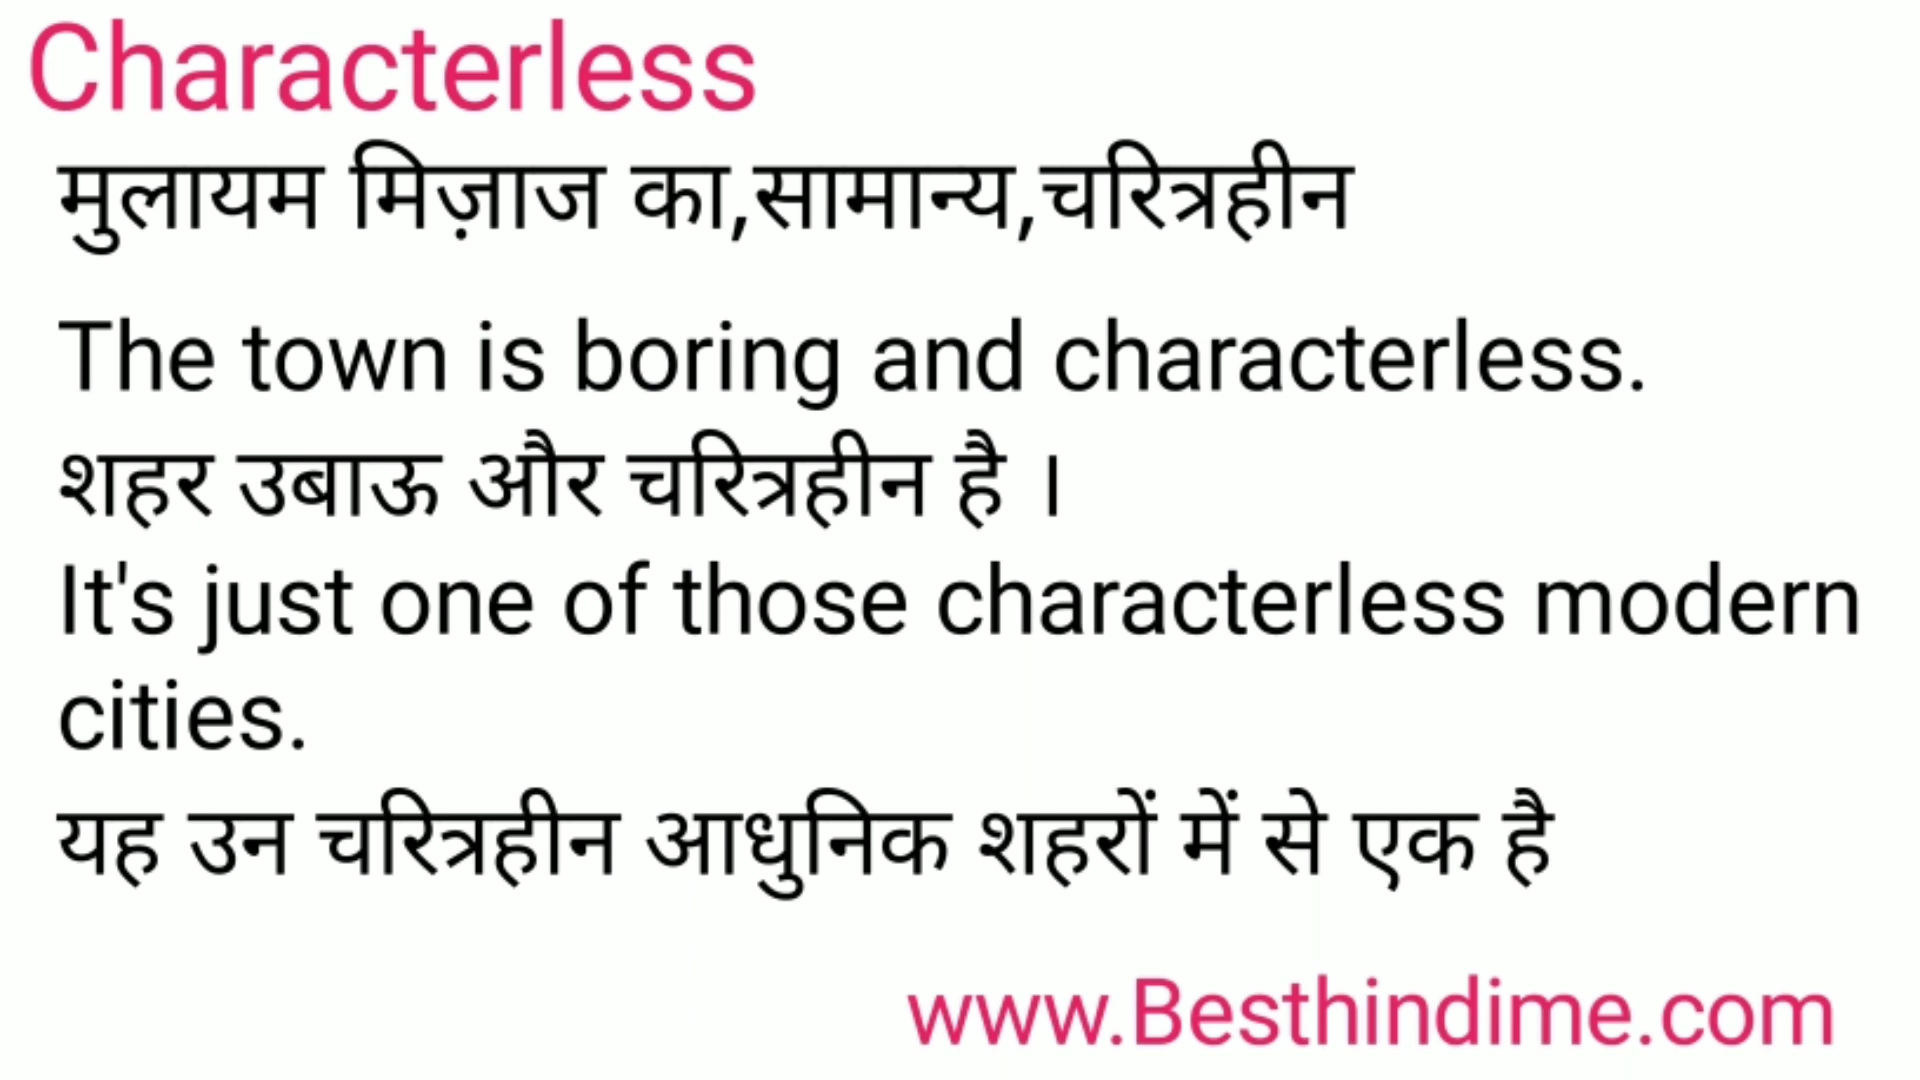 Characterless
मुलायम मिज़ाज का,सामान्य,चरित्रहीन
The town is boring and characterless.
शहर उबाऊ और चरित्रहीन है ।
It's just one of those characterless modern
cities.
यह उन चरित्रहीन आधुनिक शहरों में से एक है
www.Besthindime.com